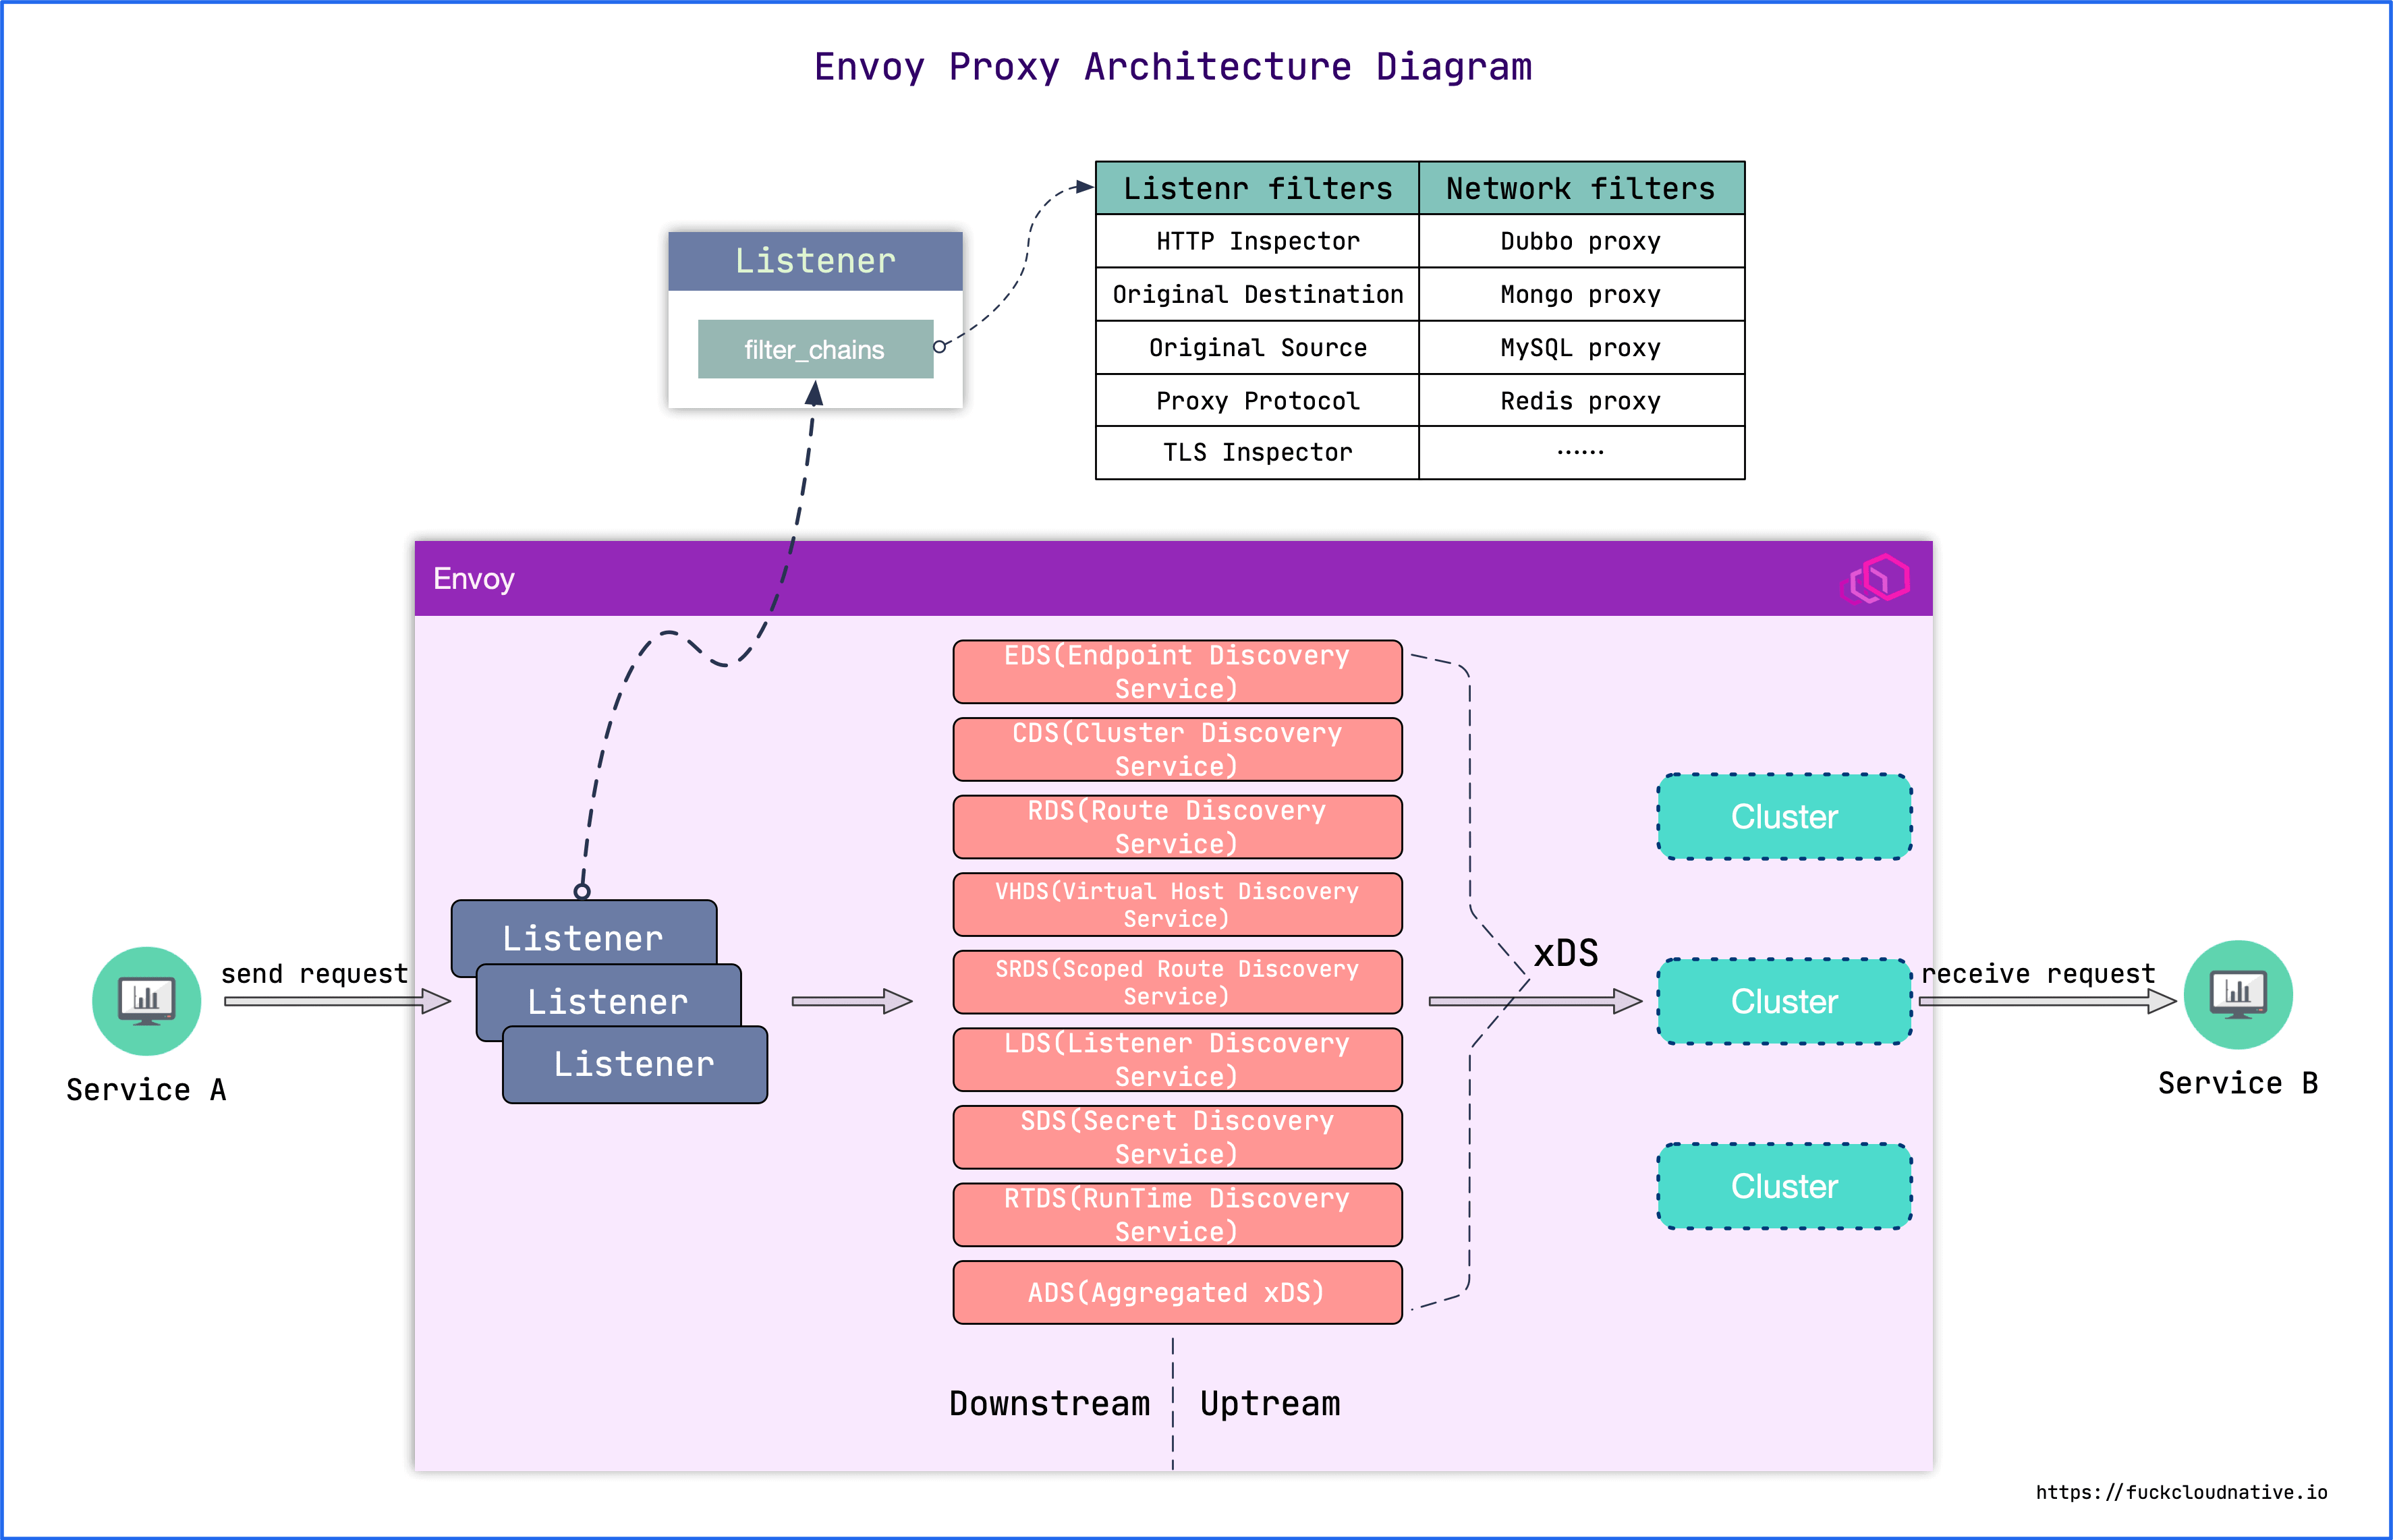 Envoy Proxy Architecture Diagram
Listenr filters
Network filters
HTTP Inspector
Dubbo proxy
Original Destination
Mongo proxy
Original Source
MySQL proxy
Proxy Protocol
Redis proxy
TLS Inspector
······
Listener
filter_chains
Envoy
EDS(Endpoint Discovery
Service)
CDS(Cluster Discovery
Service)
RDS(Route Discovery
Service)
VHDS(Virtual Host Discovery
Service)
SRDS(Scoped Route Discovery
Service)
LDS(Listener Discovery
Service)
SDS(Secret Discovery
Service)
RTDS(RunTime Discovery
Service)
ADS(Aggregated xDS)
send request
Service A
Listener
Listener
Listener
xDS
Cluster
Cluster
Cluster
receive request
Service B
Downstream
Uptream
https://fuckcloudnative.io